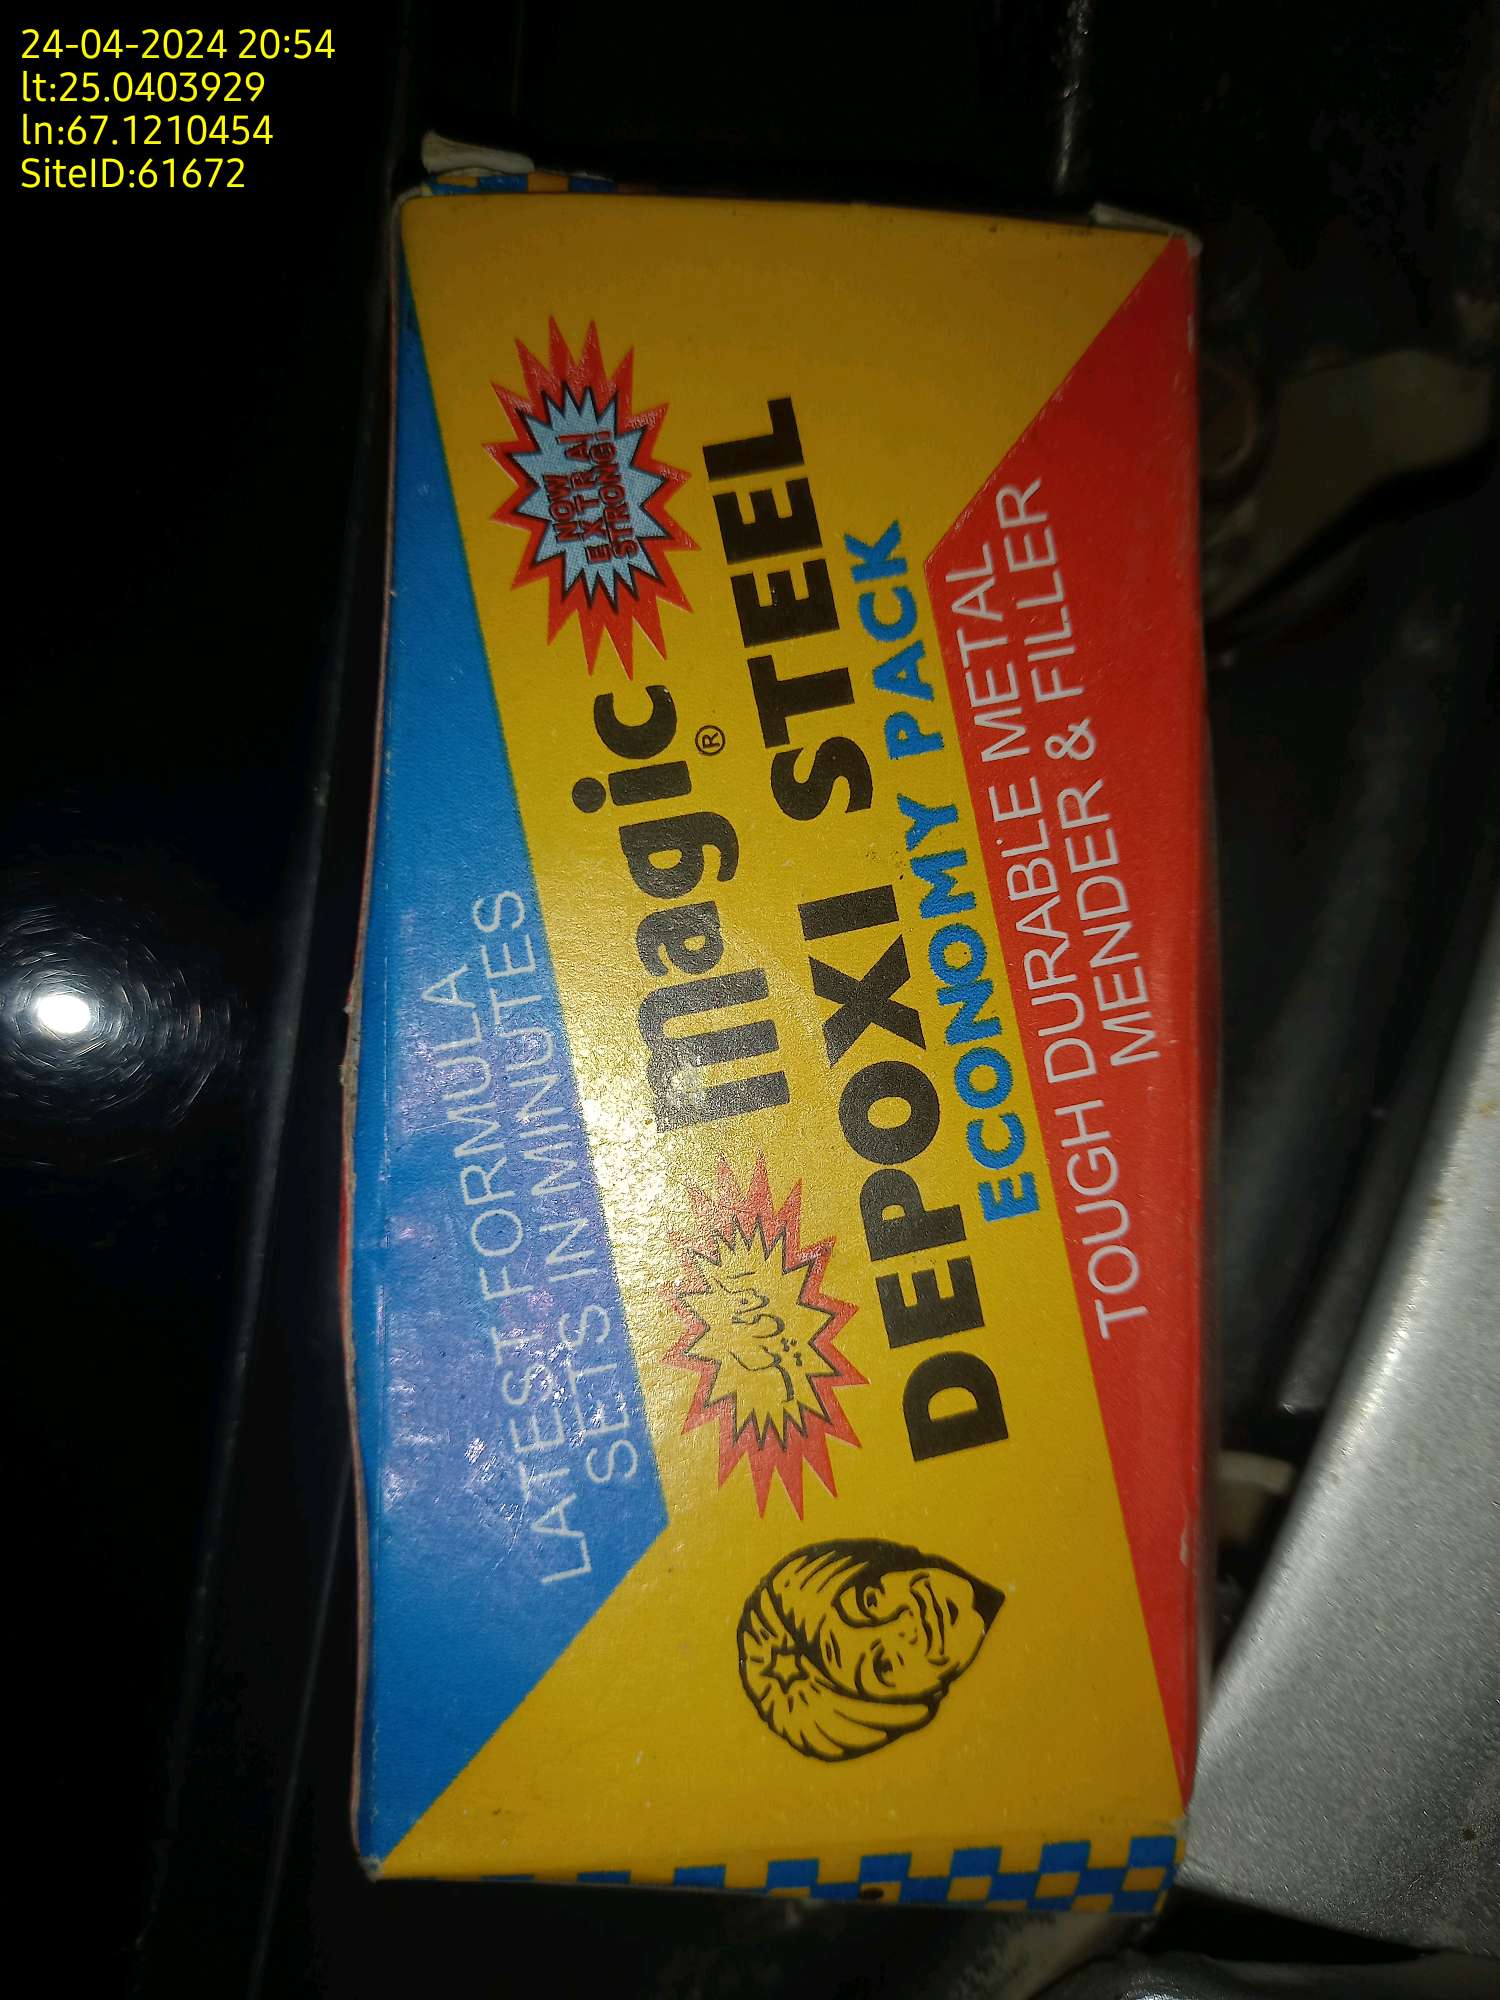 24-04-2024 20:54
lt:25.0403929
ln:67.1210454
SiteID:61672
LATEST FORMULA
SETS IN MINUTES
magic®
NOW
EXTRA
STRONG!
DEPOXI STEEL
ECONOMY PACK
TOUGH DURABLE METAL
MENDER & FILLER